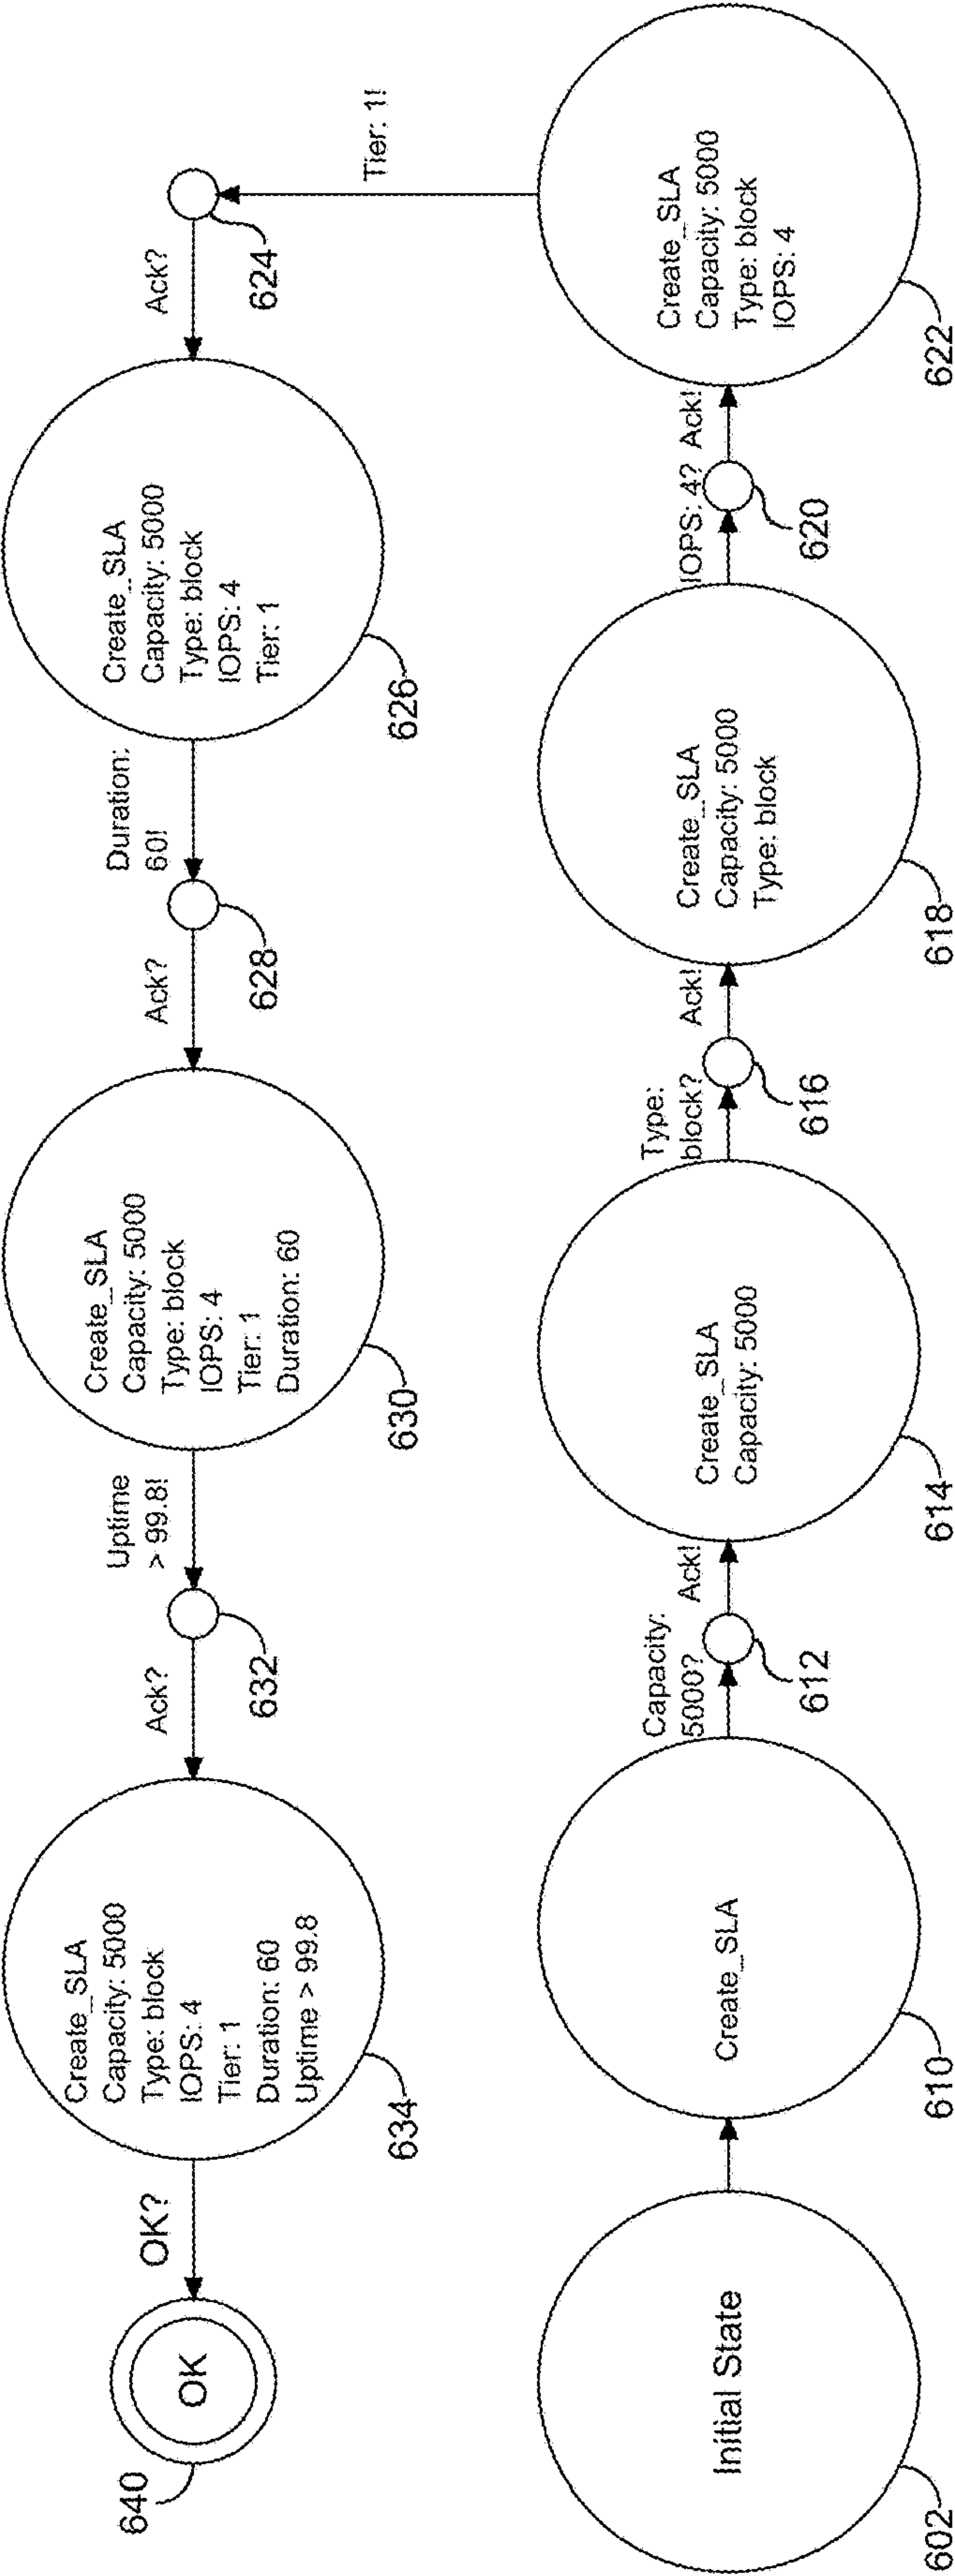 OK
640
OK?
Create_SLA
Capacity: 5000
Type: block
IOPS: 4
Tier: 1
Duration: 60
Uptime > 99.8
634
Ack?
632
Uptime
> 99.8!
Create_SLA
Capacity: 5000
Type: block
IOPS: 4
Tier: 1
Duration: 60
630
Ack?
628
Duration:
60!
Create_SLA
Capacity: 5000
Type: block
IOPS: 4
Tier: 1
626
Ack?
624
Tier: 1!
Initial State
602
Create_SLA
610
Capacity:
5000?
612
Ack!
Create_SLA
Capacity: 5000
614
Type:
block?
616
Ack!
Create_SLA
Capacity: 5000
Type: block
618
IOPS: 4?
620
Ack!
Create_SLA
Capacity: 5000
Type: block
IOPS: 4
622